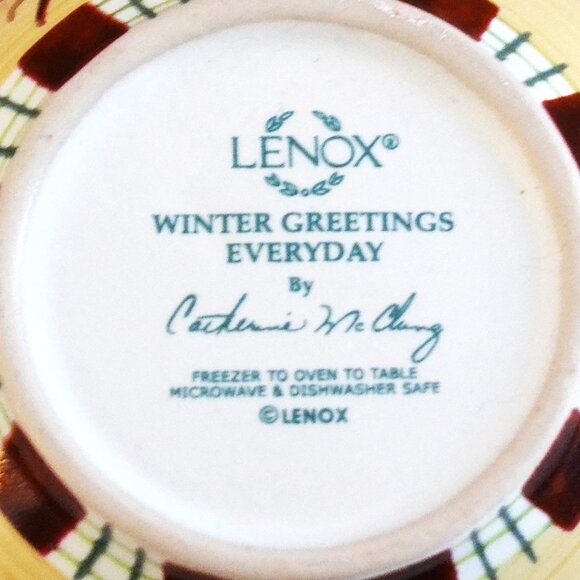 LENOX®
WINTER GREETINGS
EVERYDAY
By
Catherine McClung
FREEZER TO OVEN TO TABLE
MICROWAVE & DISHWASHER SAFE
©LENOX